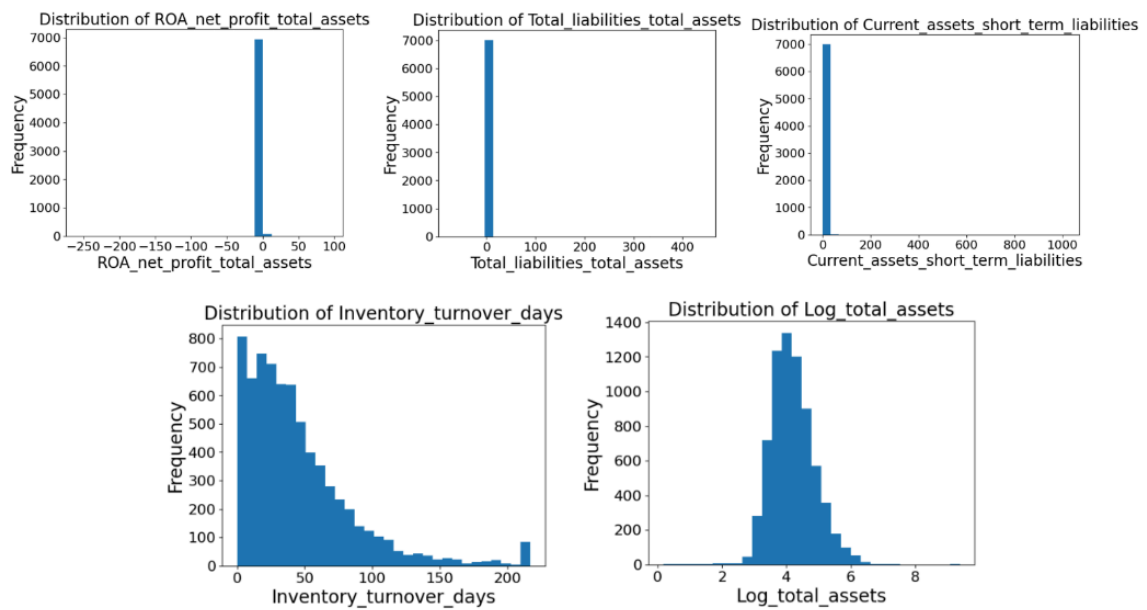 Distribution of ROA_net_profit_total_assets
7000
6000
5000
4000
3000
2000
1000
0
Frequency
−250 −200 −150 −100 −50 0 50 100
ROA_net_profit_total_assets
Distribution of Total_liabilities_total_assets
7000
6000
5000
4000
3000
2000
1000
0
Frequency
0 100 200 300 400
Total_liabilities_total_assets
Distribution of Current_assets_short_term_liabilities
7000
6000
5000
4000
3000
2000
1000
0
Frequency
0 200 400 600 800 1000
Current_assets_short_term_liabilities
Distribution of Inventory_turnover_days
800
700
600
500
400
300
200
100
0
Frequency
0 50 100 150 200
Inventory_turnover_days
Distribution of Log_total_assets
1400
1200
1000
800
600
400
200
0
Frequency
0 2 4 6 8
Log_total_assets